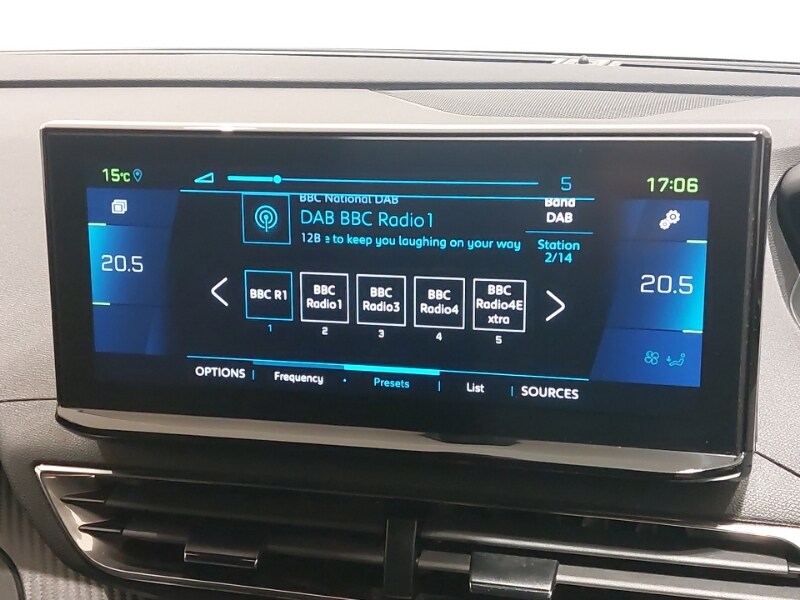 15°C
5
17:06
BBC National DAB
DAB BBC Radio1
12B e to keep you laughing on your way
Band
DAB
Station
2/14
20.5
20.5
BBC R1
1
BBC
Radio1
2
BBC
Radio3
3
BBC
Radio4
4
BBC
Radio4E
xtra
5
OPTIONS
Frequency
Presets
List
SOURCES